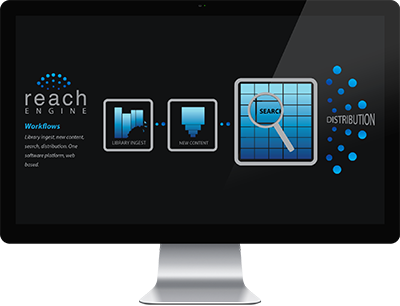 reach
ENGINE
Workflows
Library ingest, new content,
search, distribution. One
software platform, web
based.
LIBRARY INGEST
NEW CONTENT
SEARCH
DISTRIBUTION